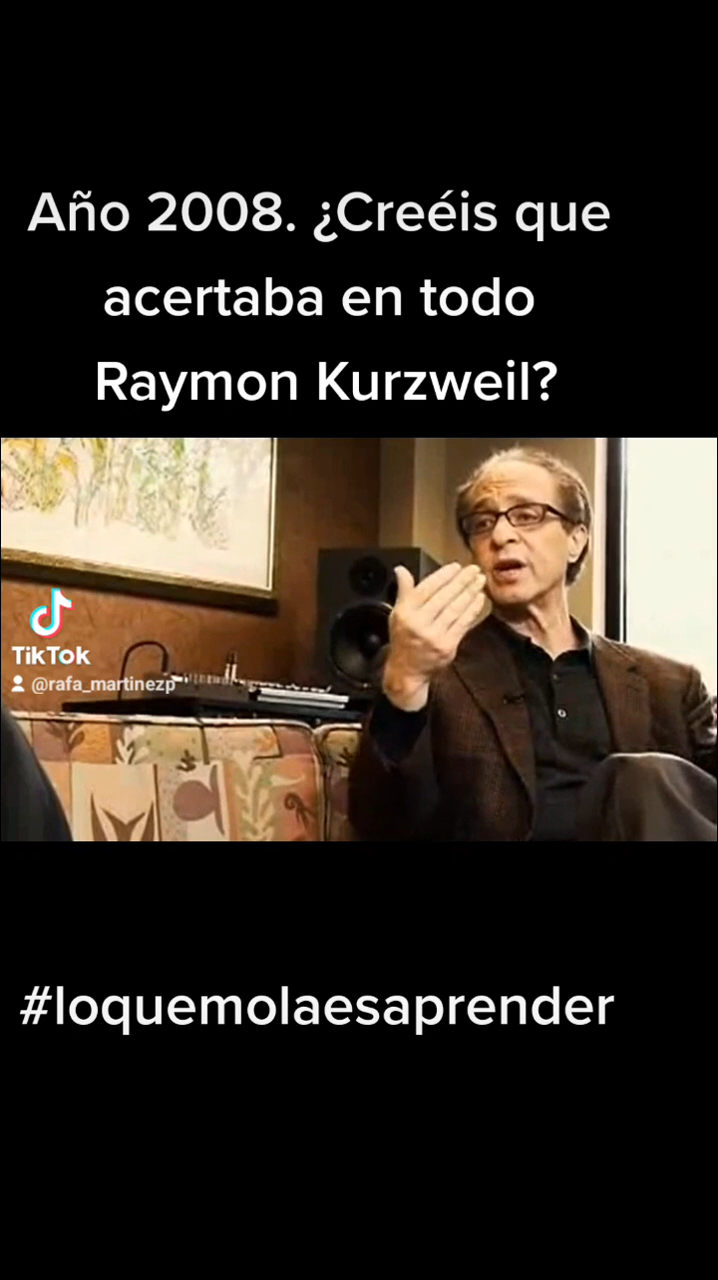 Año 2008. ¿Creéis que
acertaba en todo
Raymon Kurzweil?
TikTok
@rafa_martinezp
#loquemolaesaprender